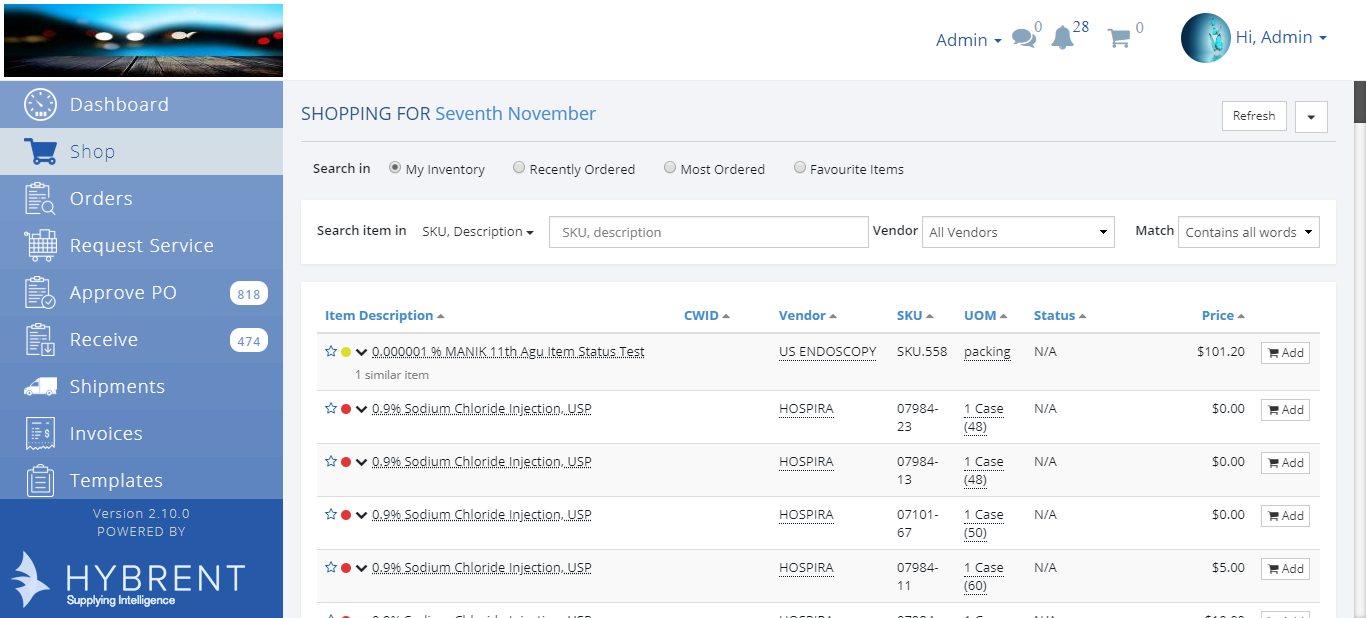 Admin 0 28 0 Hi, Admin
Dashboard
Shop
Orders
Request Service
Approve PO 818
Receive 474
Shipments
Invoices
Templates
Version 2.10.0
POWERED BY
HYBRENT
Supplying Intelligence
SHOPPING FOR Seventh November
Refresh
Search in My Inventory Recently Ordered Most Ordered Favourite Items
Search item in SKU, Description SKU, description Vendor All Vendors Match Contains all words
Item Description CWID Vendor SKU UOM Status Price
0.000001 % MANIK 11th Agu Item Status Test US ENDOSCOPY SKU.558 packing N/A $101.20 Add
1 similar item
0.9% Sodium Chloride Injection, USP HOSPIRA 07984- 1 Case N/A $0.00 Add
23 (48)
0.9% Sodium Chloride Injection, USP HOSPIRA 07984- 1 Case N/A $0.00 Add
13 (48)
0.9% Sodium Chloride Injection, USP HOSPIRA 07101- 1 Case N/A $0.00 Add
67 (50)
0.9% Sodium Chloride Injection, USP HOSPIRA 07984- 1 Case N/A $5.00 Add
11 (60)